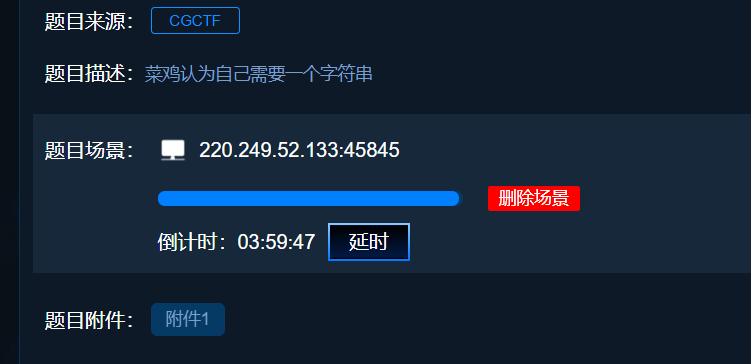 题目来源： CGCTF
题目描述：菜鸡认为自己需要一个字符串
题目场景： 220.249.52.133:45845
删除场景
倒计时：03:59:47 延时
题目附件： 附件1